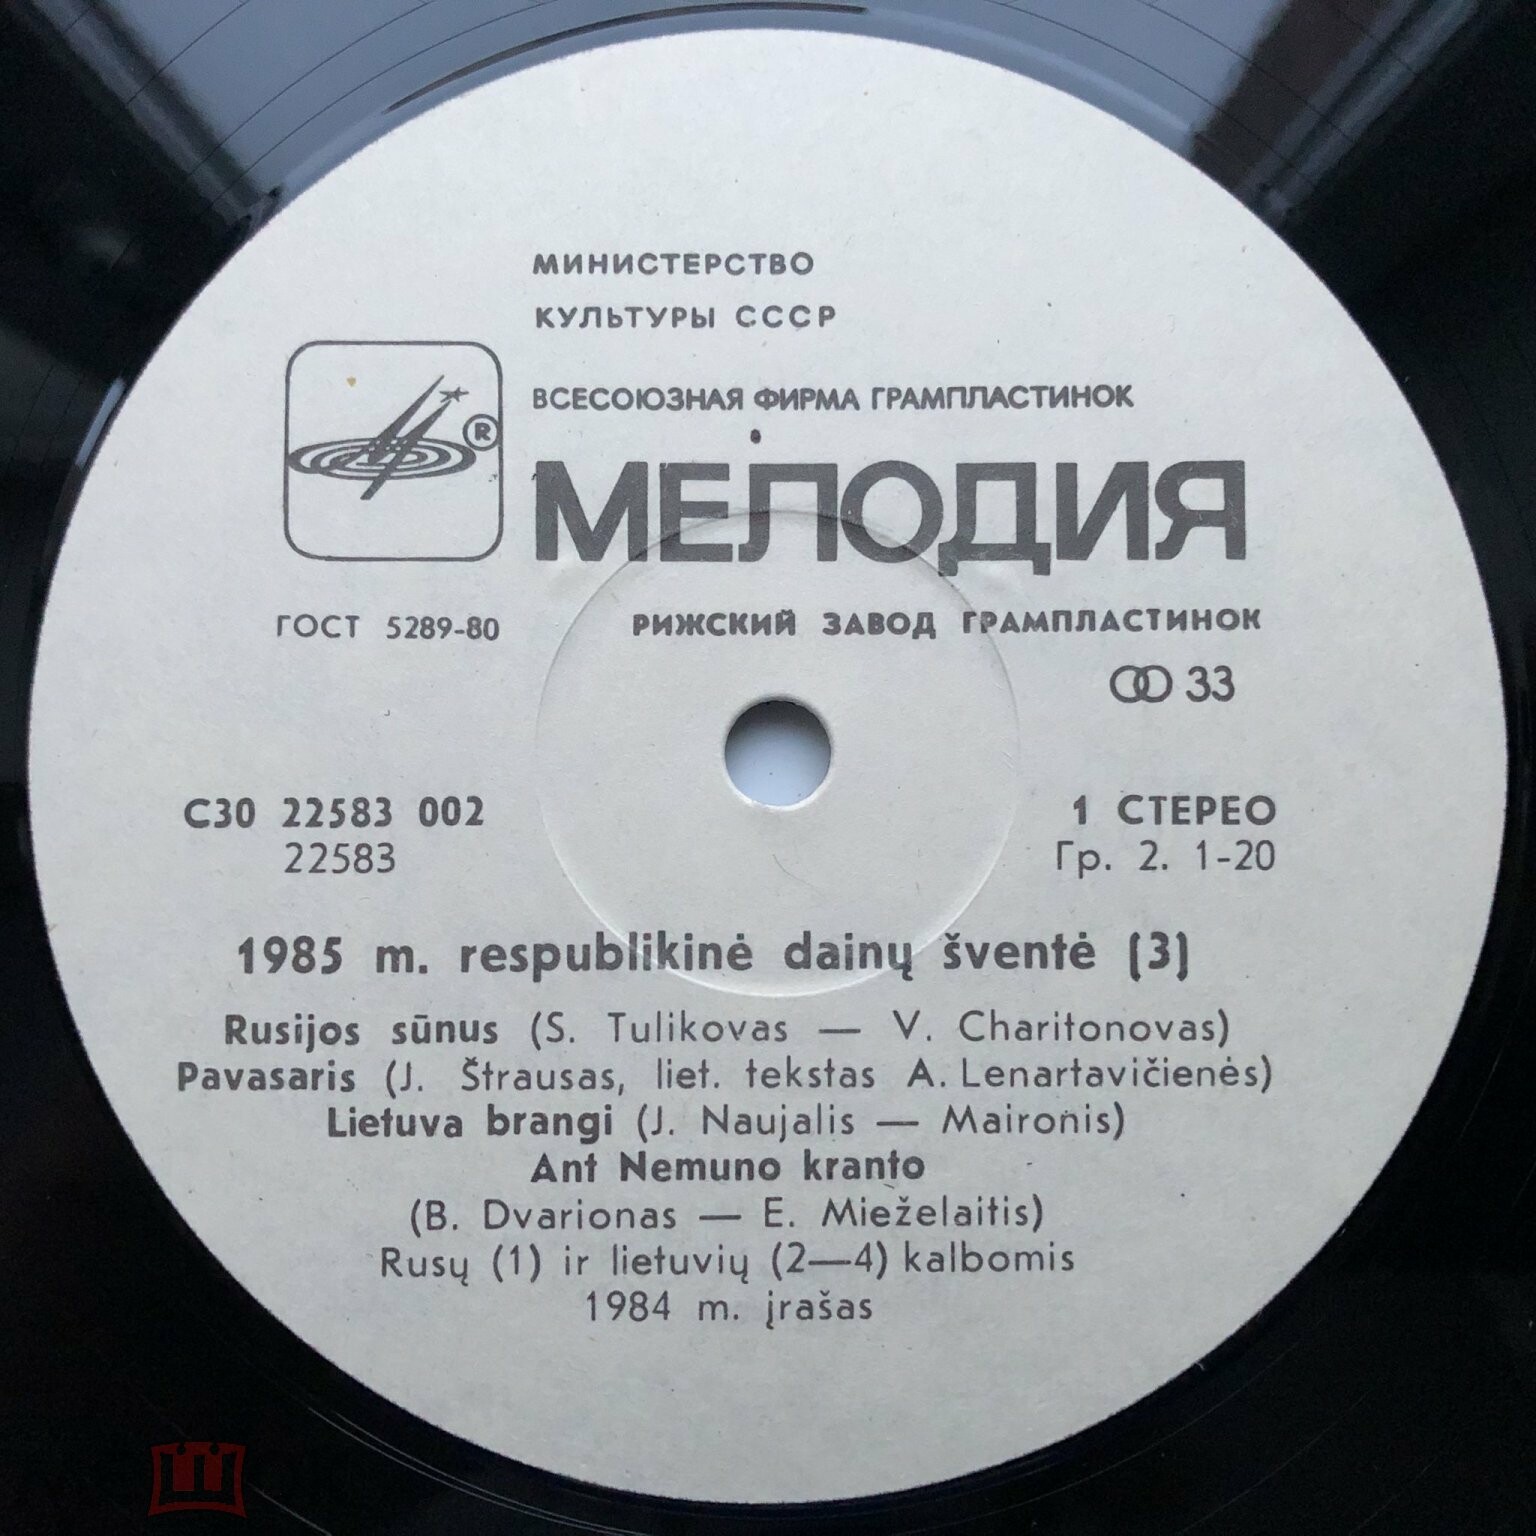 МИНИСТЕРСТВО
КУЛЬТУРЫ СССР
ВСЕСОЮЗНАЯ ФИРМА ГРАМПЛАСТИНОК
®
МЕЛОДИЯ
ГОСТ 5289-80
РИЖСКИЙ ЗАВОД ГРАМПЛАСТИНОК
33
С30 22583 002
1 СТЕРЕО
22583
Гр. 2. 1-20
1985 m. respublikinė dainų šventė (3)
Rusijos sūnus (S. Tulikovas — V. Charitonovas)
Pavasaris (J. Štrausas, liet. tekstas A. Lenartavičienės)
Lietuva brangi (J. Naujalis — Maironis)
Ant Nemuno kranto
(B. Dvarionas — E. Mieželaitis)
Rusų (1) ir lietuvių (2—4) kalbomis
1984 m. įrašas